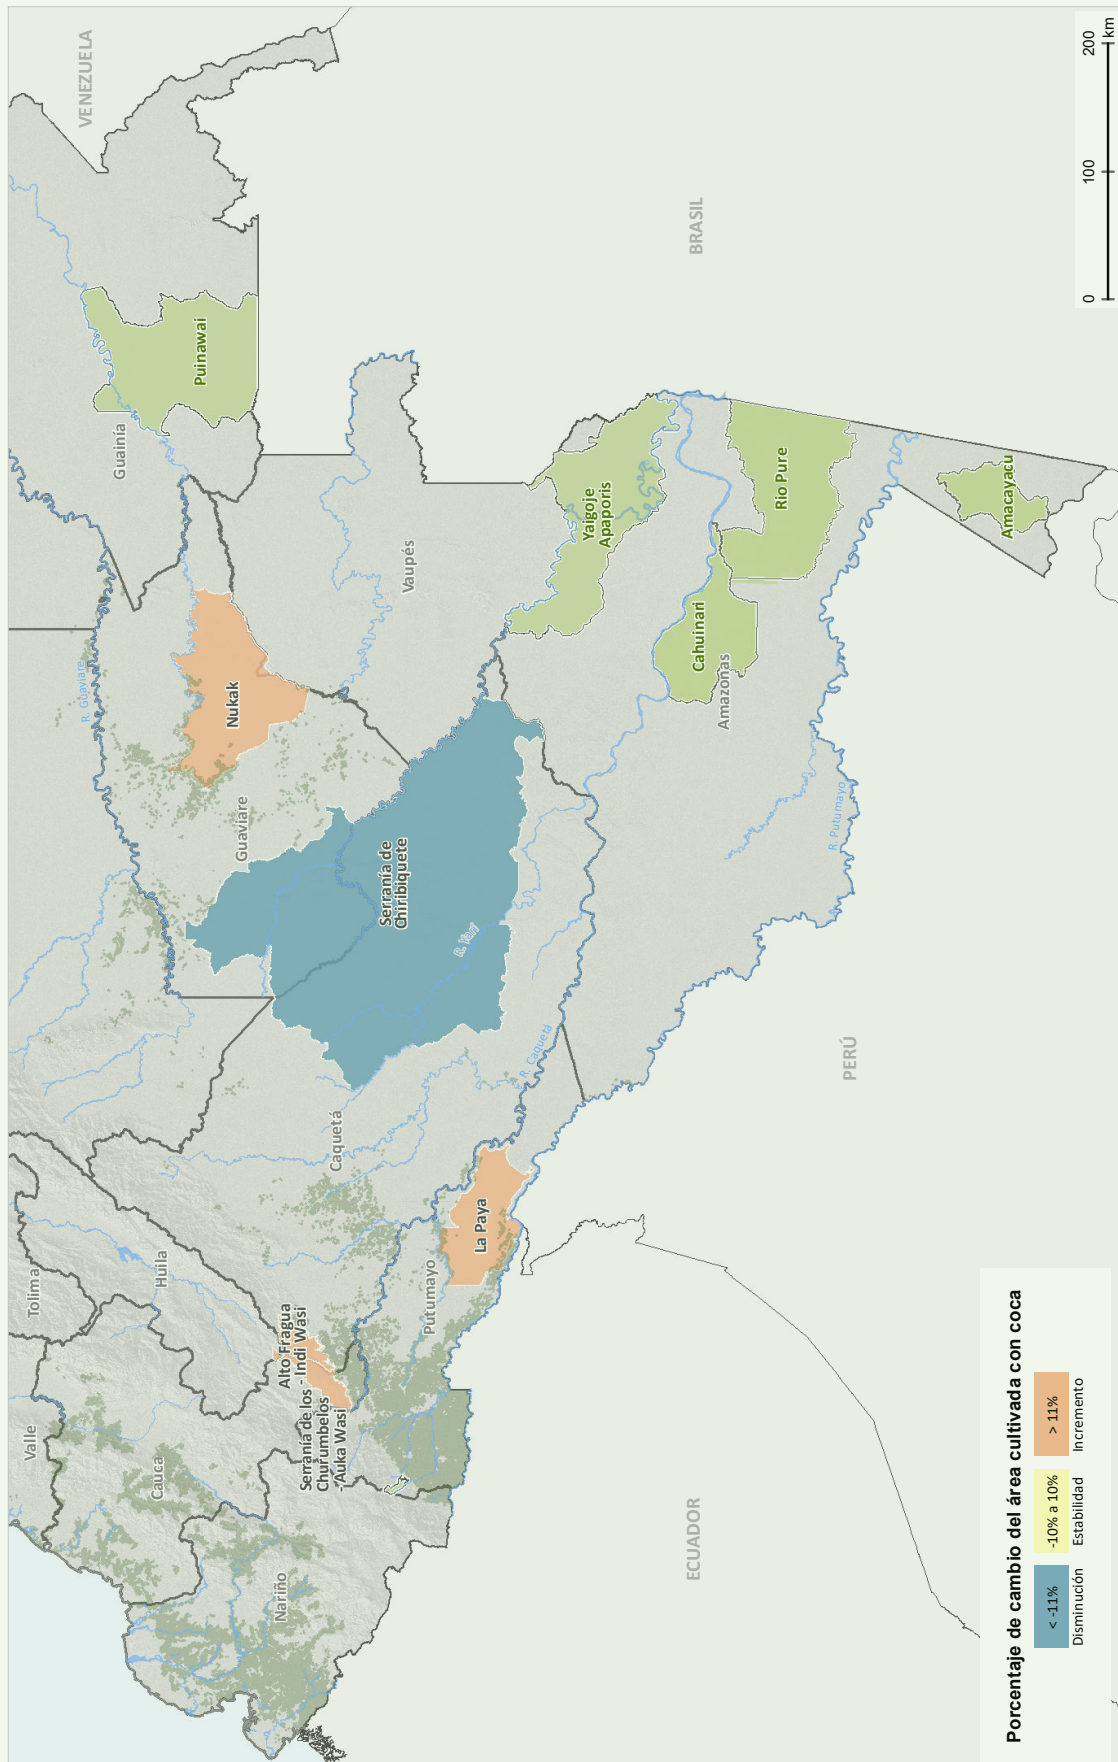 VENEZUELA
Puinawai
Guainía
BRASIL
Yaigoje
Apaporis
Rio Pure
Amacayacu
Cahuinari
Amazonas
Vaupés
R. Guaviare
Nukak
Guaviare
Serranía de
Chiribiquete
R. Yarí
R. Caquetá
R. Putumayo
PERÚ
Caquetá
La Paya
Putumayo
Tolima
Huila
Valle
Cauca
Nariño
Alto Fragua
- Indi Wasi
Serranía de los
Churumbelos
- Auka Wasi
ECUADOR
0 100 200
km
Porcentaje de cambio del área cultivada con coca
< -11% -10% a 10% > 11%
Disminución Estabilidad Incremento